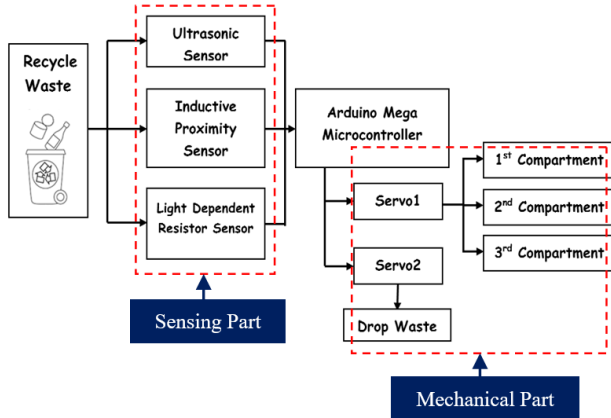 Recycle
Waste
Ultrasonic
Sensor
Inductive
Proximity
Sensor
Light Dependent
Resistor Sensor
Sensing Part
Arduino Mega
Microcontroller
Servo1
Servo2
Drop Waste
1st Compartment
2nd Compartment
3rd Compartment
Mechanical Part